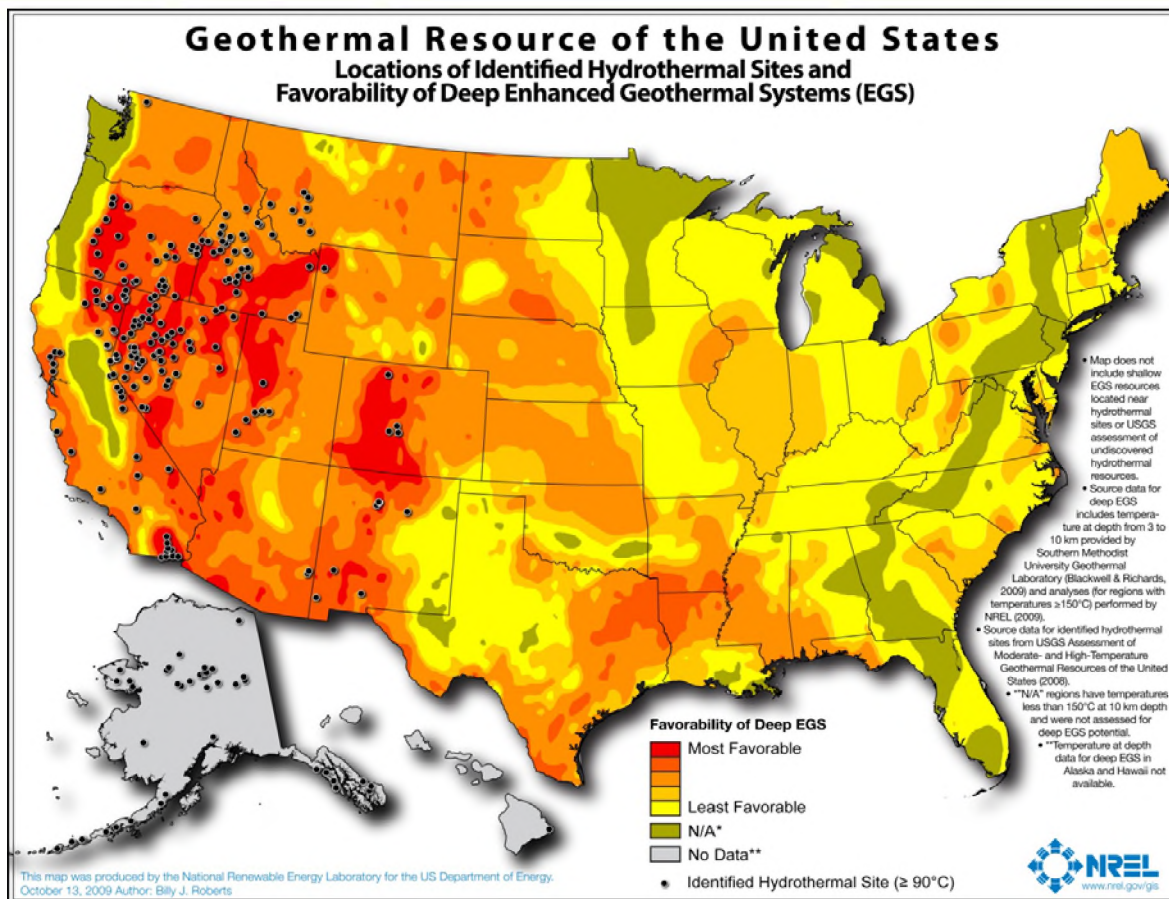 Geothermal Resource of the United States
Locations of Identified Hydrothermal Sites and
Favorability of Deep Enhanced Geothermal Systems (EGS)
• Map does not
include shallow
EGS resources
located near
hydrothermal
sites or USGS
assessment of
undiscovered
hydrothermal
resources.
• Source data for
deep EGS
includes tempera-
ture at depth from 3 to
10 km provided by
Southern Methodist
University Geothermal
Laboratory (Blackwell & Richards,
2009) and analyses (for regions with
temperatures ≥150°C) performed by
NREL (2009).
• Source data for identified hydrothermal
sites from USGS Assessment of
Moderate- and High-Temperature
Geothermal Resources of the United
States (2008).
• *"N/A" regions have temperatures
less than 150°C at 10 km depth
and were not assessed for
deep EGS potential.
• **Temperature at depth
data for deep EGS in
Alaska and Hawaii not
available.
Favorability of Deep EGS
Most Favorable
Least Favorable
N/A*
No Data**
Identified Hydrothermal Site (≥ 90°C)
This map was produced by the National Renewable Energy Laboratory for the US Department of Energy.
October 13, 2009 Author: Billy J. Roberts
NREL
www.nrel.gov/gis